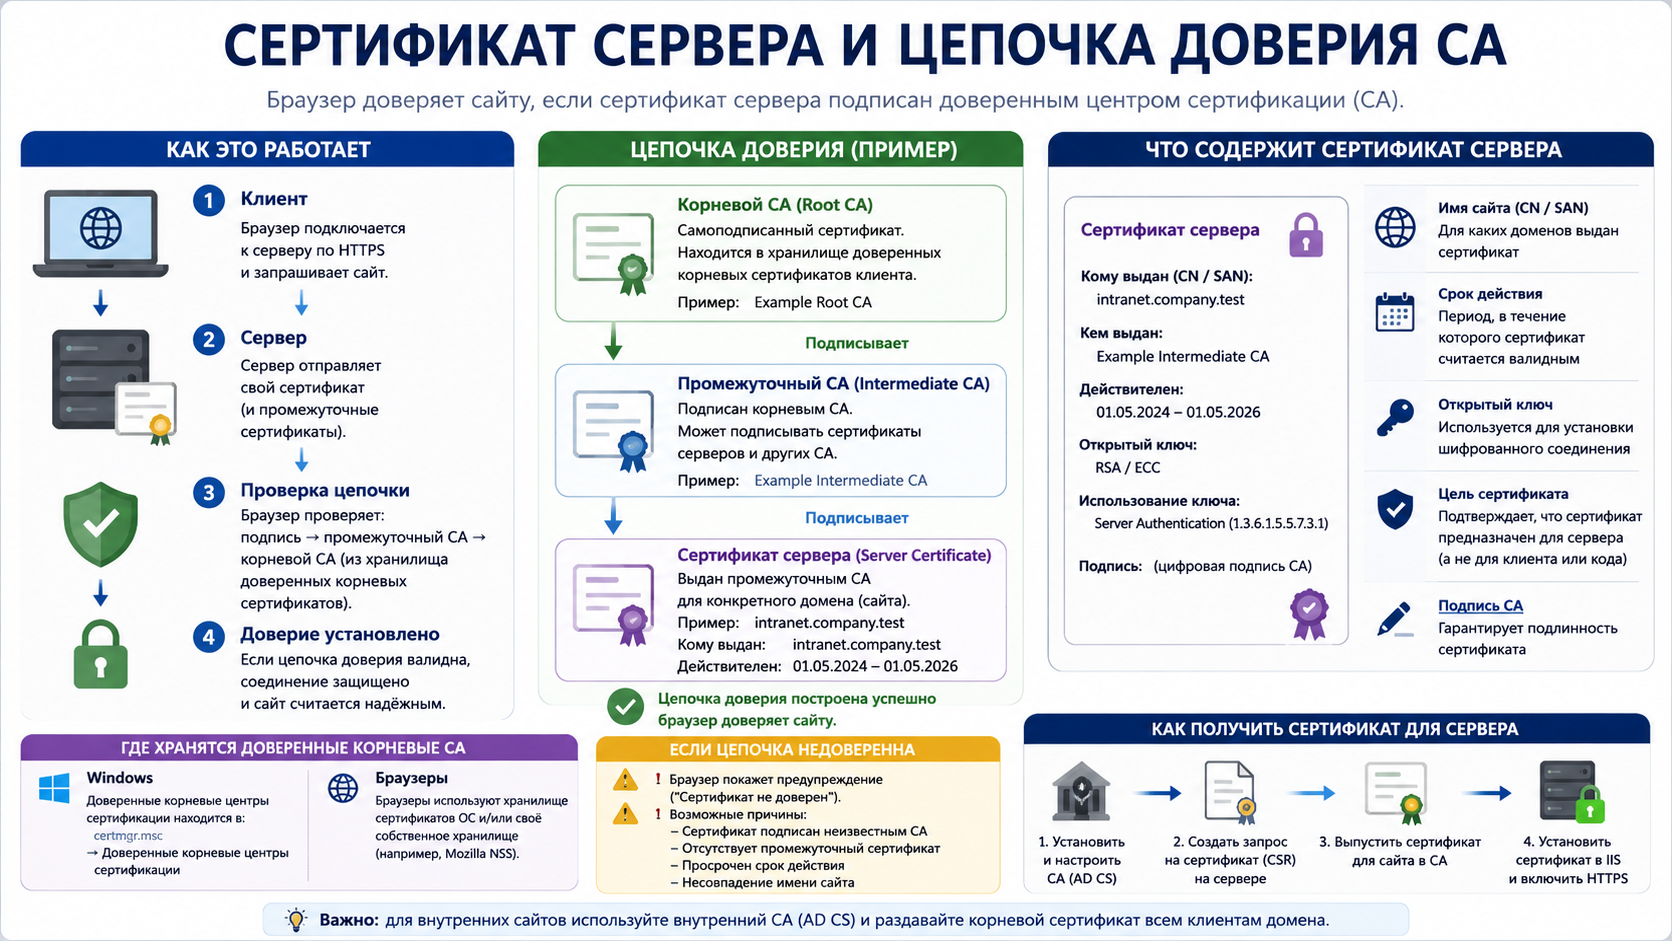 СЕРТИФИКАТ СЕРВЕРА И ЦЕПОЧКА ДОВЕРИЯ CA
Браузер доверяет сайту, если сертификат сервера подписан доверенным центром сертификации (CA).
КАК ЭТО РАБОТАЕТ
1 Клиент
Браузер подключается
к серверу по HTTPS
и запрашивает сайт.
2 Сервер
Сервер отправляет
свой сертификат
(и промежуточные
сертификаты).
3 Проверка цепочки
Браузер проверяет:
подпись → промежуточный CA →
корневой CA (из хранилища
доверенных корневых
сертификатов).
4 Доверие установлено
Если цепочка доверия валидна,
соединение защищено
и сайт считается надёжным.
ЦЕПОЧКА ДОВЕРИЯ (ПРИМЕР)
Корневой CA (Root CA)
Самоподписанный сертификат.
Находится в хранилище доверенных
корневых сертификатов клиента.
Пример: Example Root CA
Подписывает
Промежуточный CA (Intermediate CA)
Подписан корневым CA.
Может подписывать сертификаты
серверов и других CA.
Пример: Example Intermediate CA
Подписывает
Сертификат сервера (Server Certificate)
Выдан промежуточным CA
для конкретного домена (сайта).
Пример: intranet.company.test
Кому выдан: intranet.company.test
Действителен: 01.05.2024 – 01.05.2026
Цепочка доверия построена успешно
браузер доверяет сайту.
ЧТО СОДЕРЖИТ СЕРТИФИКАТ СЕРВЕРА
Сертификат сервера
Кому выдан (CN / SAN):
intranet.company.test
Кем выдан:
Example Intermediate CA
Действителен:
01.05.2024 – 01.05.2026
Открытый ключ:
RSA / ECC
Использование ключа:
Server Authentication (1.3.6.1.5.5.7.3.1)
Подпись: (цифровая подпись CA)
Имя сайта (CN / SAN)
Для каких доменов выдан
сертификат
Срок действия
Период, в течение
которого сертификат
считается валидным
Открытый ключ
Используется для установки
шифрованного соединения
Цель сертификата
Подтверждает, что сертификат
предназначен для сервера
(а не для клиента или кода)
Подпись CA
Гарантирует подлинность
сертификата
ГДЕ ХРАНЯТСЯ ДОВЕРЕННЫЕ КОРНЕВЫЕ CA
Windows
Доверенные корневые центры
сертификации находится в:
certmgr.msc
→ Доверенные корневые центры
сертификации
Браузеры
Браузеры используют хранилище
сертификатов ОС и/или своё
собственное хранилище
(например, Mozilla NSS).
ЕСЛИ ЦЕПОЧКА НЕДОВЕРЕННА
! Браузер покажет предупреждение
("Сертификат не доверен").
! Возможные причины:
– Сертификат подписан неизвестным CA
– Отсутствует промежуточный сертификат
– Просрочен срок действия
– Несовпадение имени сайта
КАК ПОЛУЧИТЬ СЕРТИФИКАТ ДЛЯ СЕРВЕРА
1. Установить
и настроить
CA (AD CS)
2. Создать запрос
на сертификат (CSR)
на сервере
3. Выпустить сертификат
для сайта в CA
4. Установить
сертификат в IIS
и включить HTTPS
Важно: для внутренних сайтов используйте внутренний CA (AD CS) и раздавайте корневой сертификат всем клиентам домена.